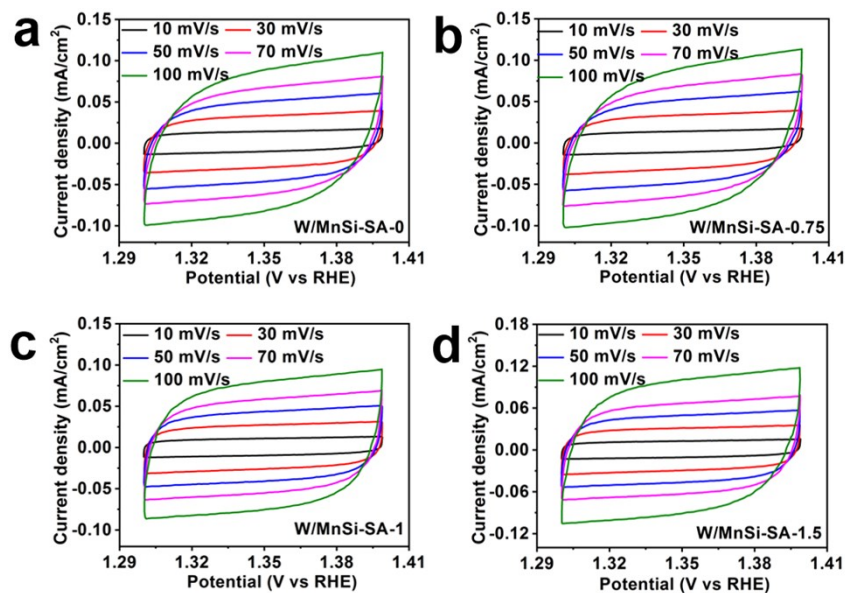 a
10 mV/s 30 mV/s
50 mV/s 70 mV/s
100 mV/s
0.15
0.10
0.05
0.00
-0.05
-0.10
Current density (mA/cm²)
W/MnSi-SA-0
1.29 1.32 1.35 1.38 1.41
Potential (V vs RHE)
b
10 mV/s 30 mV/s
50 mV/s 70 mV/s
100 mV/s
0.15
0.10
0.05
0.00
-0.05
-0.10
Current density (mA/cm²)
W/MnSi-SA-0.75
1.29 1.32 1.35 1.38 1.41
Potential (V vs RHE)
c
10 mV/s 30 mV/s
50 mV/s 70 mV/s
100 mV/s
0.15
0.10
0.05
0.00
-0.05
-0.10
Current density (mA/cm²)
W/MnSi-SA-1
1.29 1.32 1.35 1.38 1.41
Potential (V vs RHE)
d
10 mV/s 30 mV/s
50 mV/s 70 mV/s
100 mV/s
0.18
0.12
0.06
0.00
-0.06
-0.12
Current density (mA/cm²)
W/MnSi-SA-1.5
1.29 1.32 1.35 1.38 1.41
Potential (V vs RHE)